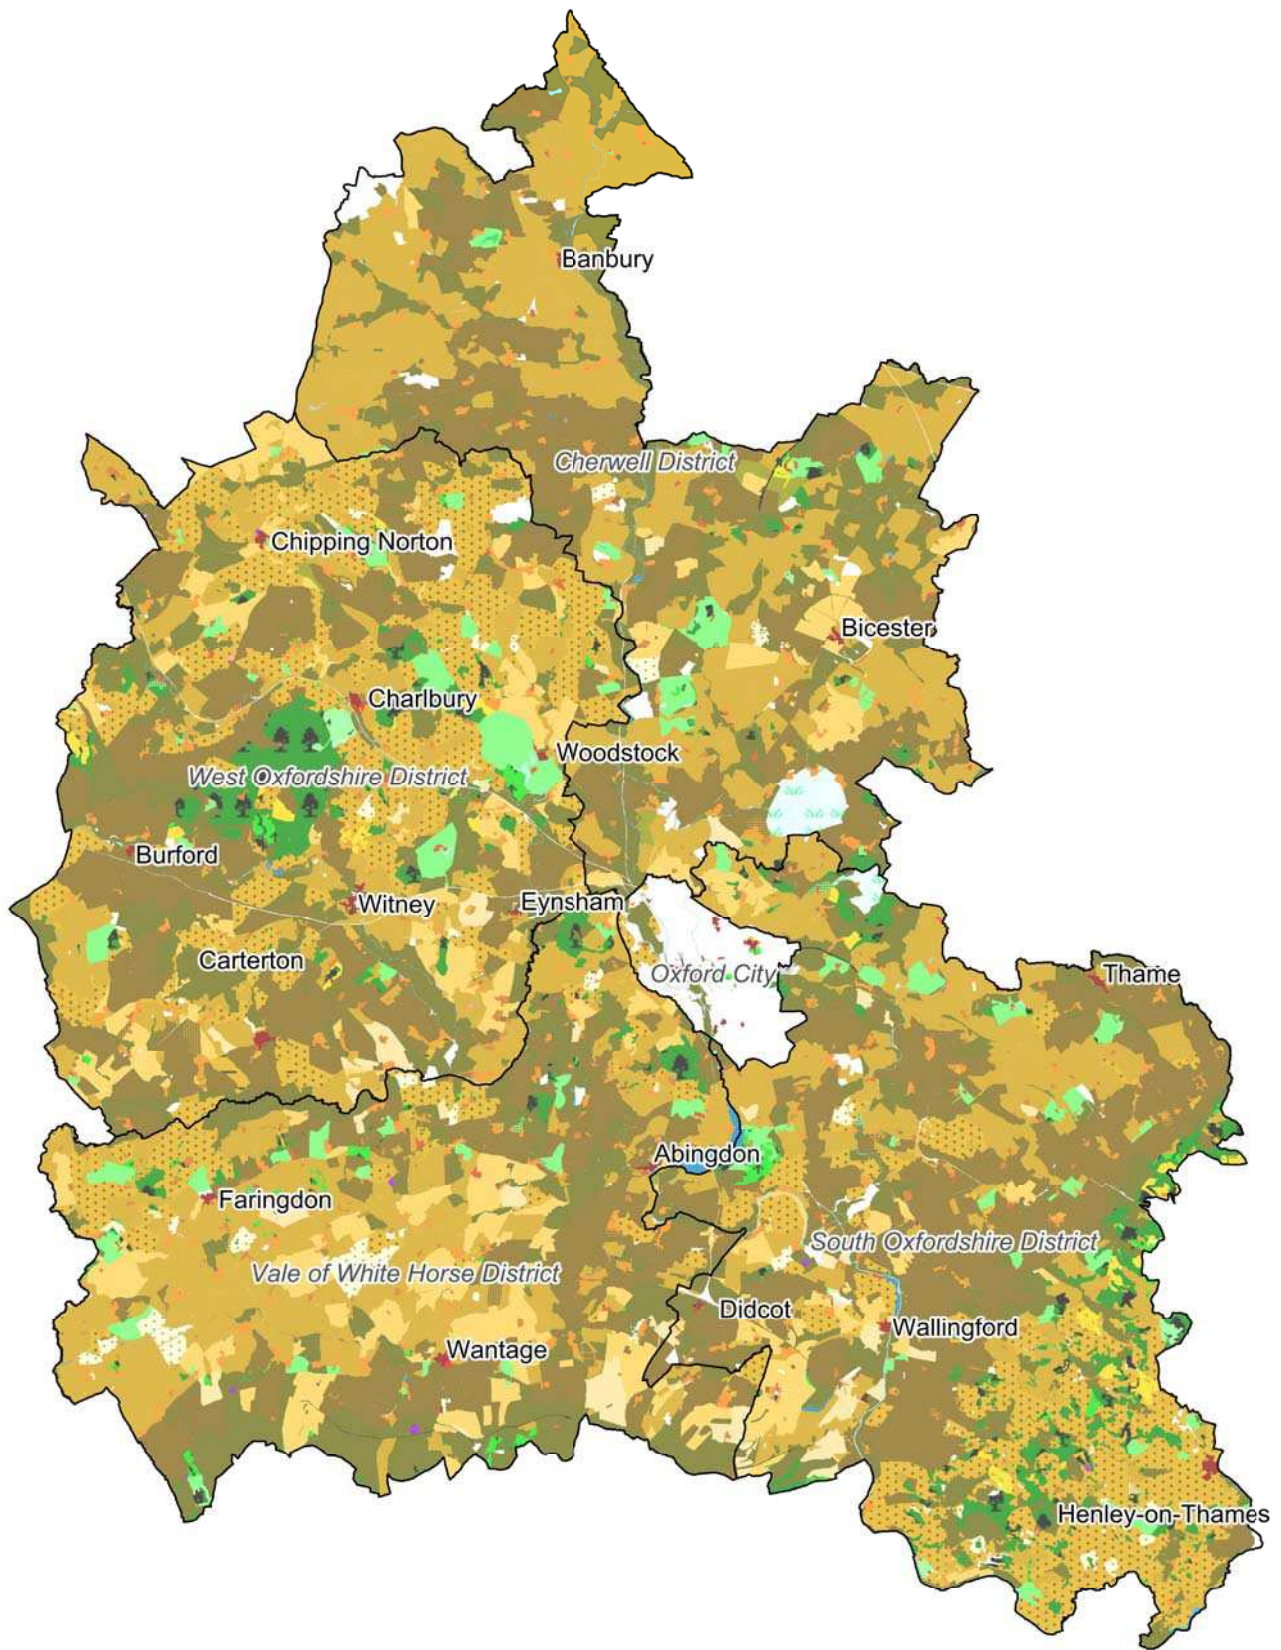 Banbury
Cherwell District
Chipping Norton
Bicester
Charlbury
Woodstock
West Oxfordshire District
Burford
Witney
Eynsham
Carterton
Oxford City
Thame
Abingdon
Faringdon
South Oxfordshire District
Vale of White Horse District
Didcot
Wallingford
Wantage
Henley-on-Thames